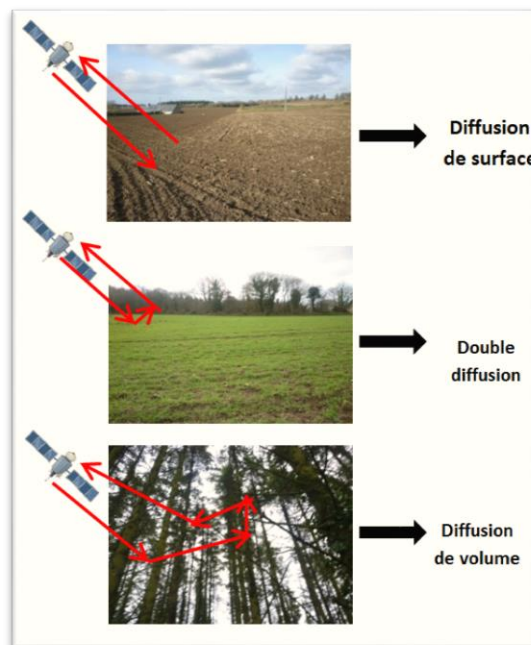 Diffusion
de surface
Double
diffusion
Diffusion
de volume